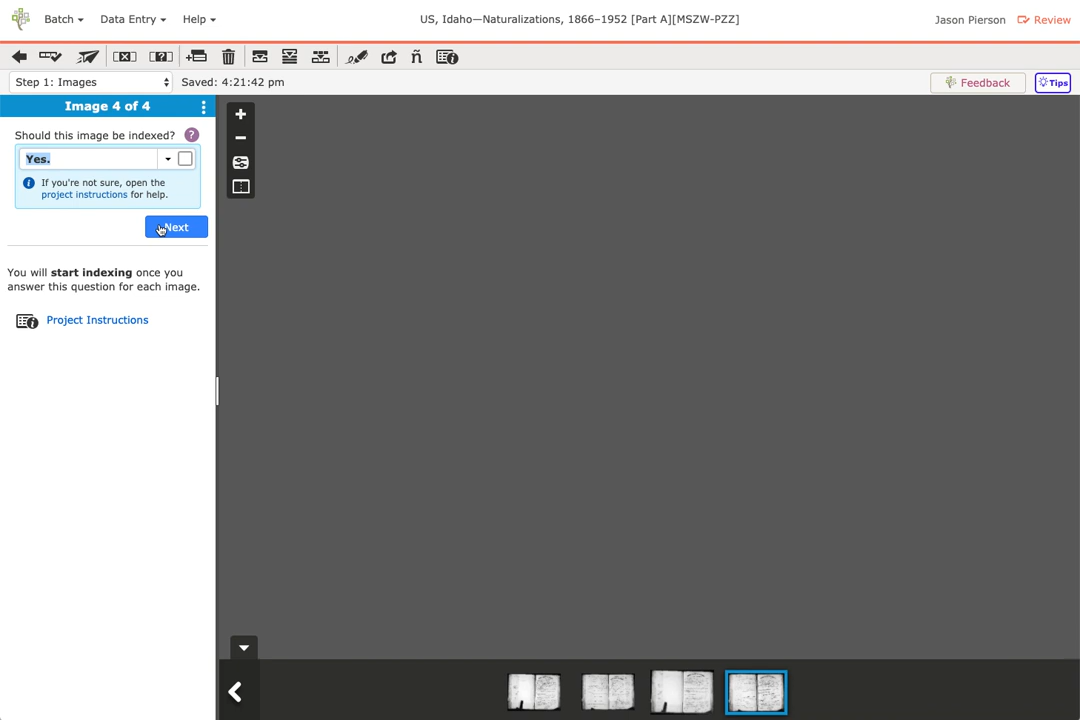 Batch Data Entry Help US, Idaho—Naturalizations, 1866–1952 [Part A][MSZW-PZZ] Jason Pierson Review
Step 1: Images Saved: 4:21:42 pm Feedback Tips
Image 4 of 4
Should this image be indexed? ?
Yes.
If you're not sure, open the
project instructions for help.
Next
You will start indexing once you
answer this question for each image.
Project Instructions